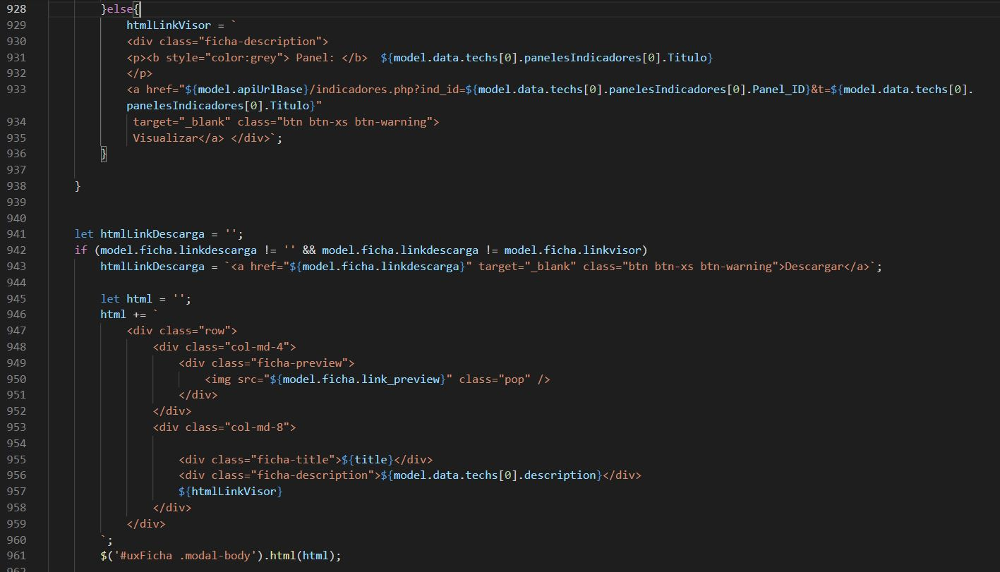 928 }else{
929 htmlLinkVisor = `
930 <div class="ficha-description">
931 <p><b style="color:grey"> Panel: </b>  ${model.data.techs[0].panelesIndicadores[0].Titulo}
932 </p>
933 <a href="${model.apiUrlBase}/indicadores.php?ind_id=${model.data.techs[0].panelesIndicadores[0].Panel_ID}&t=${model.data.techs[0].
panelesIndicadores[0].Titulo}"
934 target="_blank" class="btn btn-xs btn-warning">
935 Visualizar</a> </div>`;
936 }
937
938 }
939
940
941 let htmlLinkDescarga = '';
942 if (model.ficha.linkdescarga != '' && model.ficha.linkdescarga != model.ficha.linkvisor)
943 htmlLinkDescarga = `<a href="${model.ficha.linkdescarga}" target="_blank" class="btn btn-xs btn-warning">Descargar</a>`;
944
945 let html = '';
946 html += `
947 <div class="row">
948 <div class="col-md-4">
949 <div class="ficha-preview">
950 <img src="${model.ficha.link_preview}" class="pop" />
951 </div>
952 </div>
953 <div class="col-md-8">
954
955 <div class="ficha-title">${title}</div>
956 <div class="ficha-description">${model.data.techs[0].description}</div>
957 ${htmlLinkVisor}
958 </div>
959 </div>
960 `;
961 $('#uxFicha .modal-body').html(html);
962